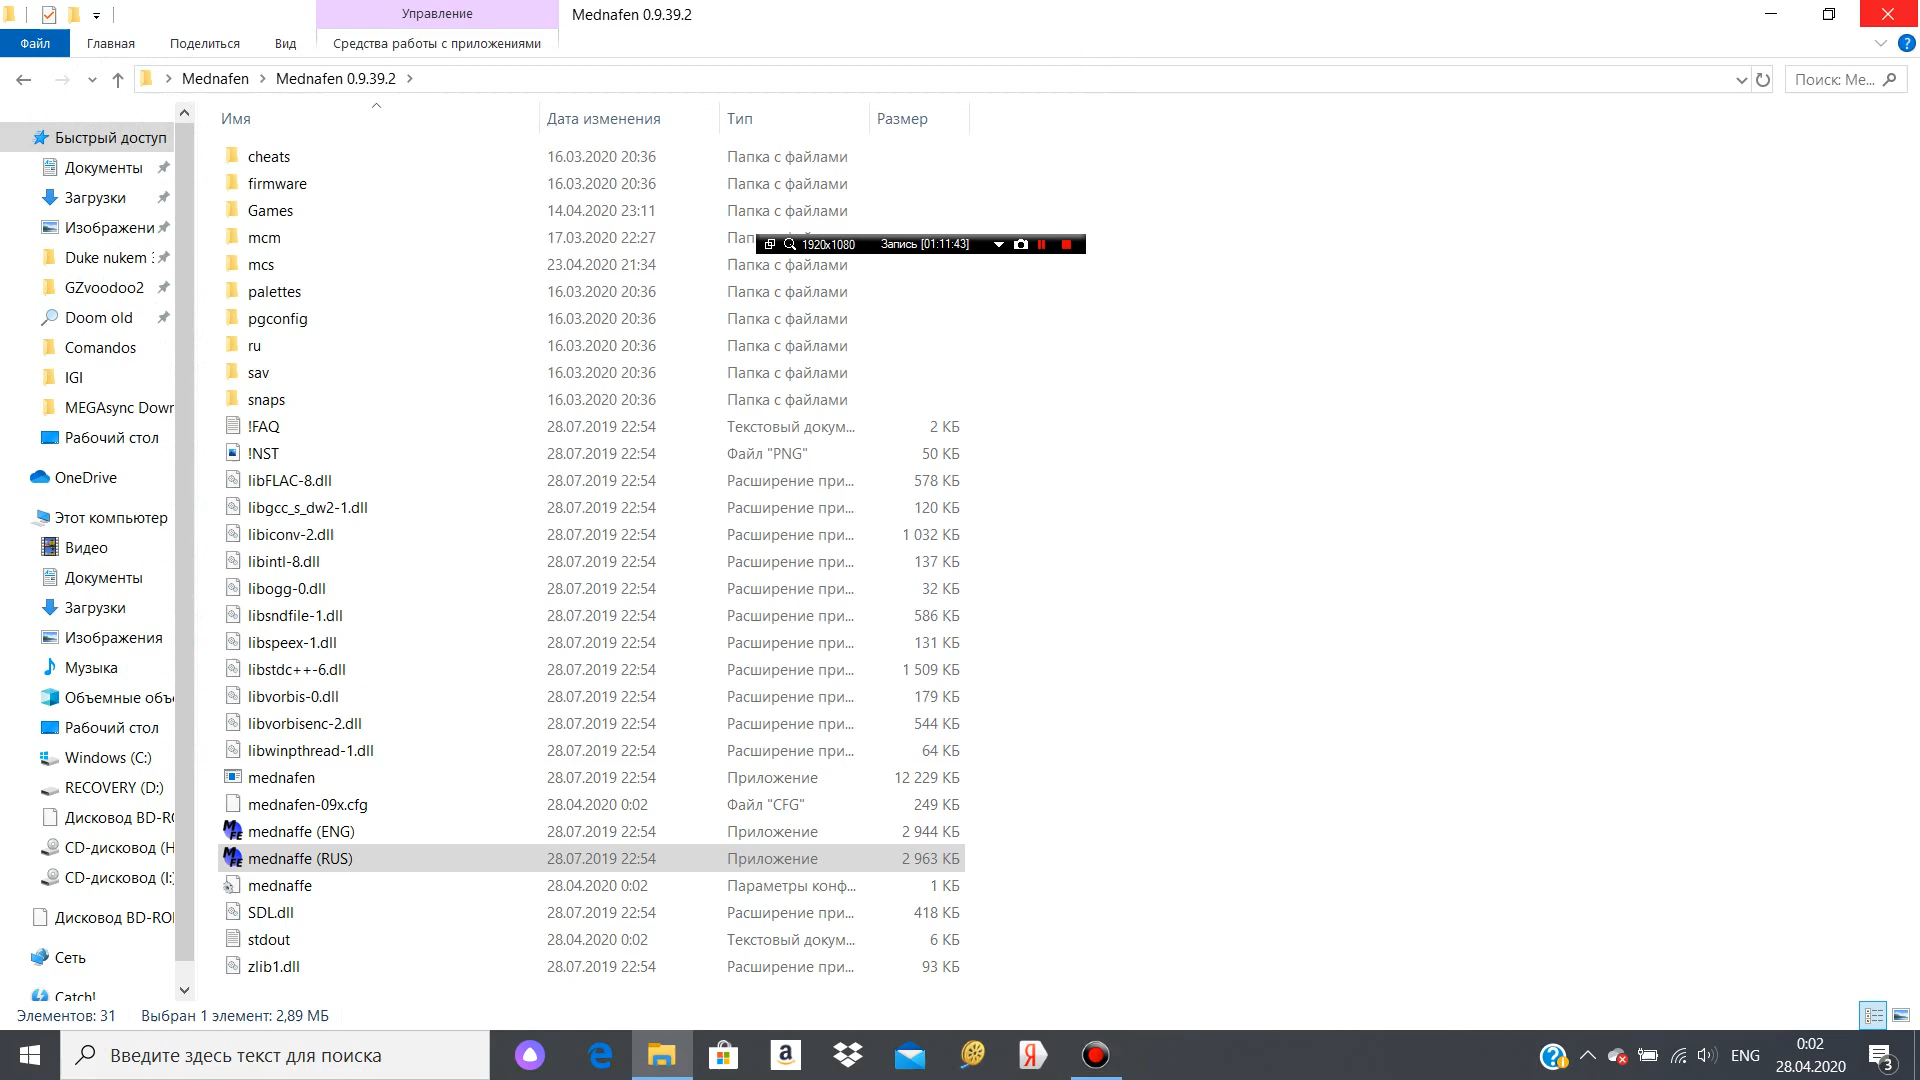 Управление
Mednafen 0.9.39.2
Файл
Главная
Поделиться
Вид
Средства работы с приложениями
Mednafen
Mednafen 0.9.39.2
Поиск: Me...
Имя
Дата изменения
Тип
Размер
Быстрый доступ
Документы
Загрузки
Изображени
Duke nukem
GZvoodoo2
Doom old
Comandos
IGI
MEGAsync Dowr
Рабочий стол
OneDrive
Этот компьютер
Видео
Документы
Загрузки
Изображения
Музыка
Объемные объ
Рабочий стол
Windows (C:)
RECOVERY (D:)
Дисковод BD-RO
CD-дисковод (H
CD-дисковод (I:
Дисковод BD-RO
Сеть
Catch!
cheats 16.03.2020 20:36 Папка с файлами
firmware 16.03.2020 20:36 Папка с файлами
Games 14.04.2020 23:11 Папка с файлами
mcm 17.03.2020 22:27 Пап
1920x1080 Запись [01:11:43]
mcs 23.04.2020 21:34 Папка с файлами
palettes 16.03.2020 20:36 Папка с файлами
pgconfig 16.03.2020 20:36 Папка с файлами
ru 16.03.2020 20:36 Папка с файлами
sav 16.03.2020 20:36 Папка с файлами
snaps 16.03.2020 20:36 Папка с файлами
!FAQ 28.07.2019 22:54 Текстовый докум... 2 КБ
!NST 28.07.2019 22:54 Файл "PNG" 50 КБ
libFLAC-8.dll 28.07.2019 22:54 Расширение при... 578 КБ
libgcc_s_dw2-1.dll 28.07.2019 22:54 Расширение при... 120 КБ
libiconv-2.dll 28.07.2019 22:54 Расширение при... 1 032 КБ
libintl-8.dll 28.07.2019 22:54 Расширение при... 137 КБ
libogg-0.dll 28.07.2019 22:54 Расширение при... 32 КБ
libsndfile-1.dll 28.07.2019 22:54 Расширение при... 586 КБ
libspeex-1.dll 28.07.2019 22:54 Расширение при... 131 КБ
libstdc++-6.dll 28.07.2019 22:54 Расширение при... 1 509 КБ
libvorbis-0.dll 28.07.2019 22:54 Расширение при... 179 КБ
libvorbisenc-2.dll 28.07.2019 22:54 Расширение при... 544 КБ
libwinpthread-1.dll 28.07.2019 22:54 Расширение при... 64 КБ
mednafen 28.07.2019 22:54 Приложение 12 229 КБ
mednafen-09x.cfg 28.04.2020 0:02 Файл "CFG" 249 КБ
mednaffe (ENG) 28.07.2019 22:54 Приложение 2 944 КБ
mednaffe (RUS) 28.07.2019 22:54 Приложение 2 963 КБ
mednaffe 28.04.2020 0:02 Параметры конф... 1 КБ
SDL.dll 28.07.2019 22:54 Расширение при... 418 КБ
stdout 28.04.2020 0:02 Текстовый докум... 6 КБ
zlib1.dll 28.07.2019 22:54 Расширение при... 93 КБ
Элементов: 31
Выбран 1 элемент: 2,89 МБ
Введите здесь текст для поиска
ENG
0:02
28.04.2020
3